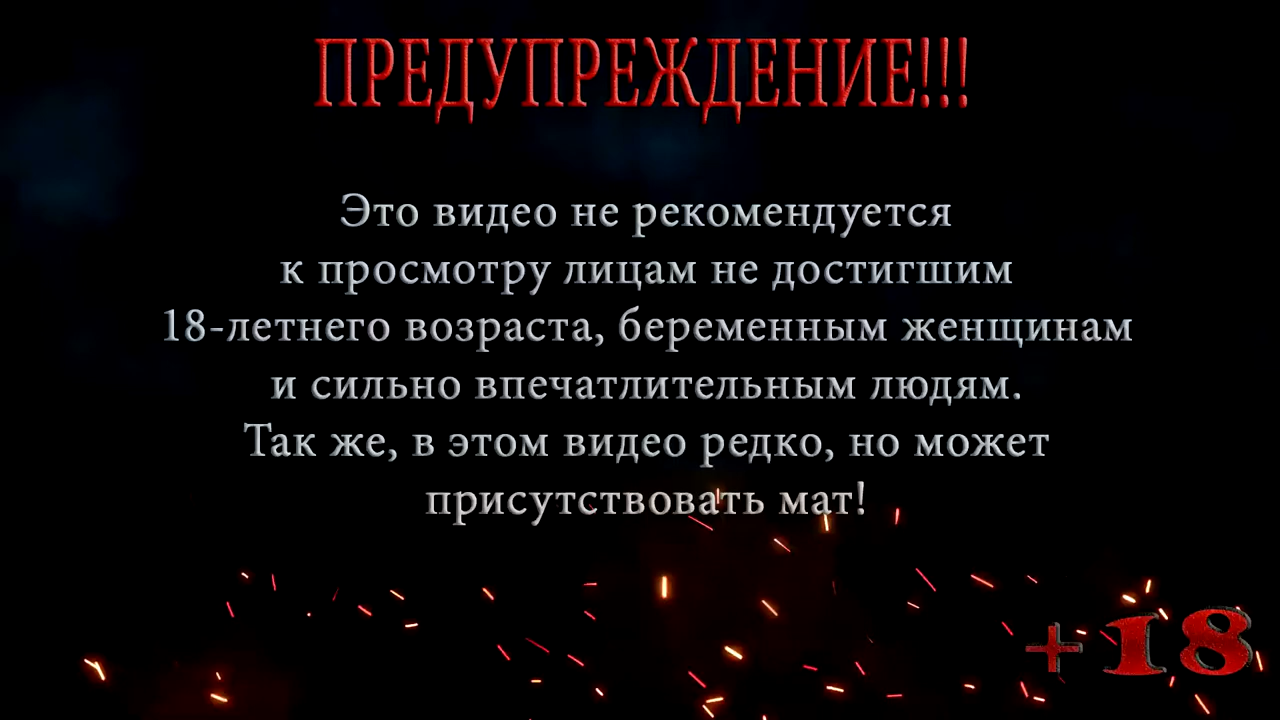 ПРЕДУПРЕЖДЕНИЕ!!!
Это видео не рекомендуется
к просмотру лицам не достигшим
18-летнего возраста, беременным женщинам
и сильно впечатлительным людям.
Так же, в этом видео редко, но может
присутствовать мат!
+18